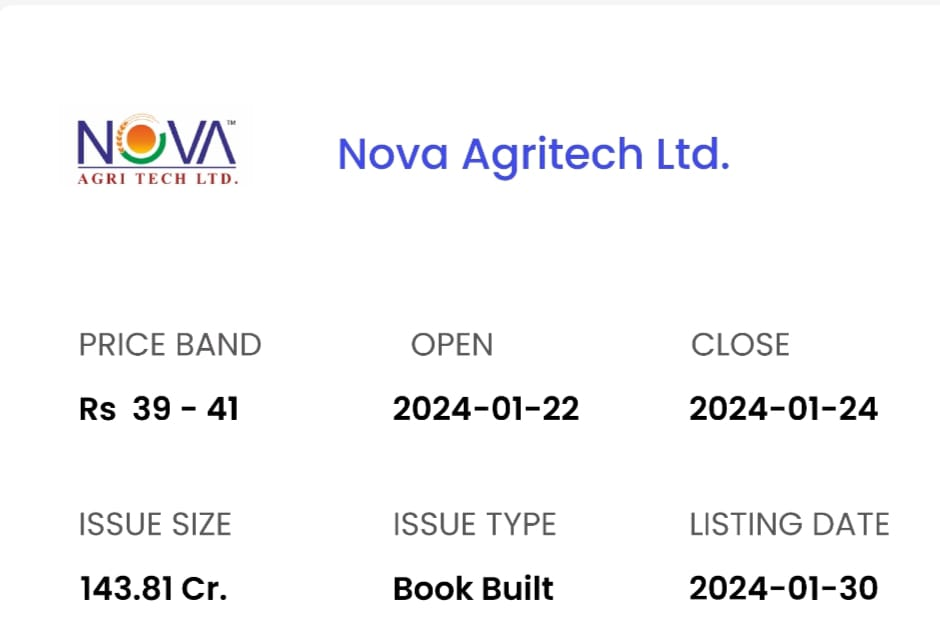 NOVA™
AGRI TECH LTD.
Nova Agritech Ltd.
PRICE BAND OPEN CLOSE
Rs 39 - 41 2024-01-22 2024-01-24
ISSUE SIZE ISSUE TYPE LISTING DATE
143.81 Cr. Book Built 2024-01-30